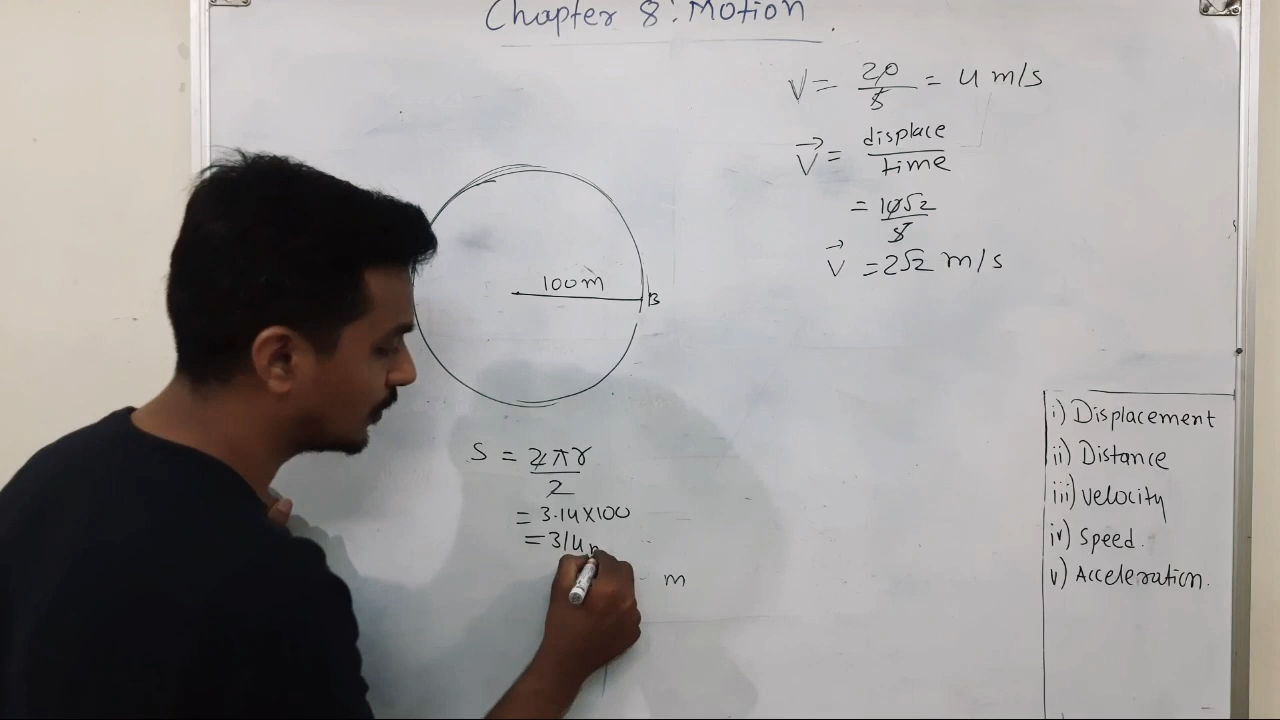 Chapter 8: Motion
V = 20/5 = 4 m/s
V⃗ = displace/time
= 10√2/5
V⃗ = 2√2 m/s
100m
B
S = 2πr/2
= 3.14×100
= 314
m
i) Displacement
ii) Distance
iii) velocity
iv) Speed.
v) Acceleration.